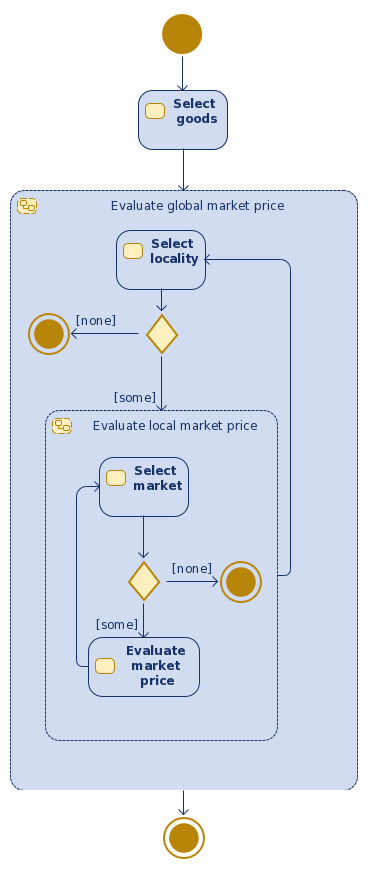 Select
goods
Evaluate global market price
Select
locality
[none]
[some]
Evaluate local market price
Select
market
[none]
[some]
Evaluate
market
price